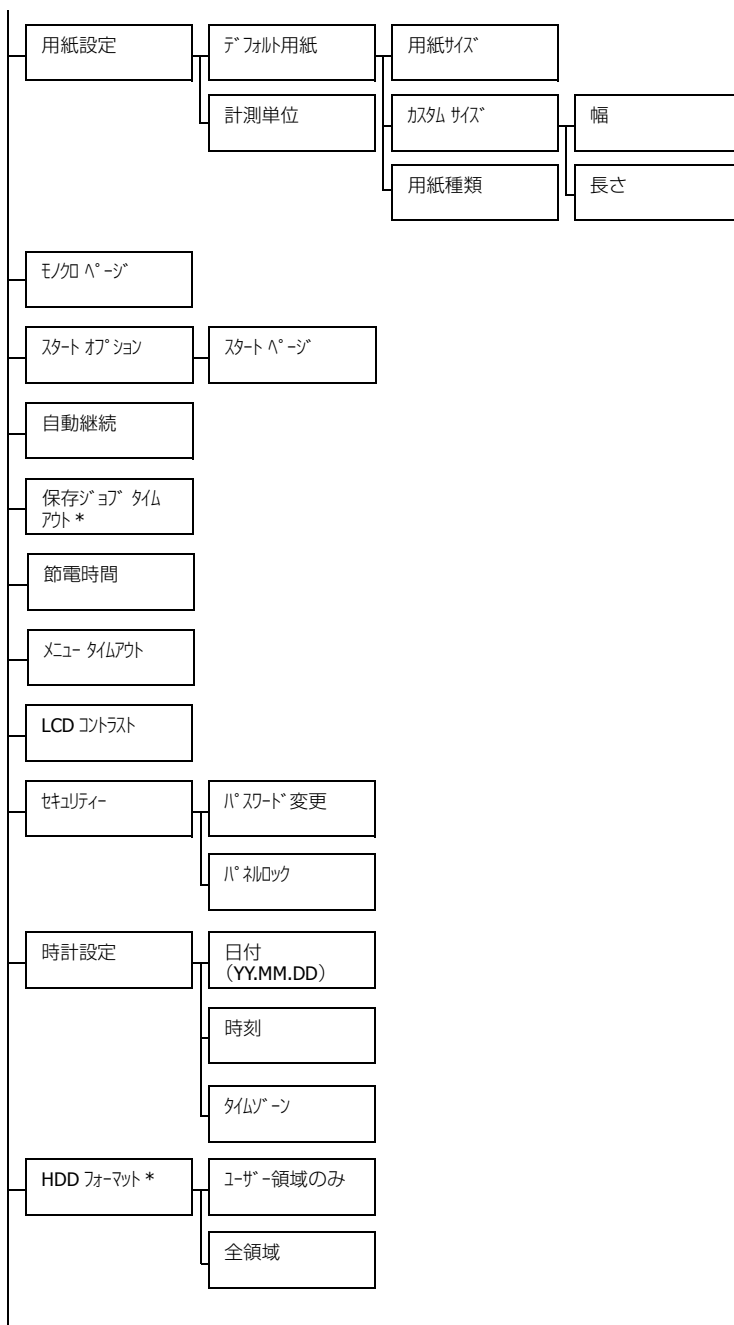 用紙設定
ﾃﾞﾌｫﾙﾄ用紙
用紙ｻｲｽﾞ
計測単位
ｶｽﾀﾑ ｻｲｽﾞ
幅
用紙種類
長さ
ﾓﾉｸﾛ ﾍﾟｰｼﾞ
ｽﾀｰﾄ ｵﾌﾟｼｮﾝ
ｽﾀｰﾄ ﾍﾟｰｼﾞ
自動継続
保存ｼﾞｮﾌﾞ ﾀｲﾑ
ｱｳﾄ *
節電時間
ﾒﾆｭｰ ﾀｲﾑｱｳﾄ
LCD ｺﾝﾄﾗｽﾄ
ｾｷｭﾘﾃｨｰ
ﾊﾟｽﾜｰﾄﾞ変更
ﾊﾟﾈﾙﾛｯｸ
時計設定
日付
(YY.MM.DD)
時刻
ﾀｲﾑｿﾞｰﾝ
HDD ﾌｫｰﾏｯﾄ *
ﾕｰｻﾞｰ領域のみ
全領域